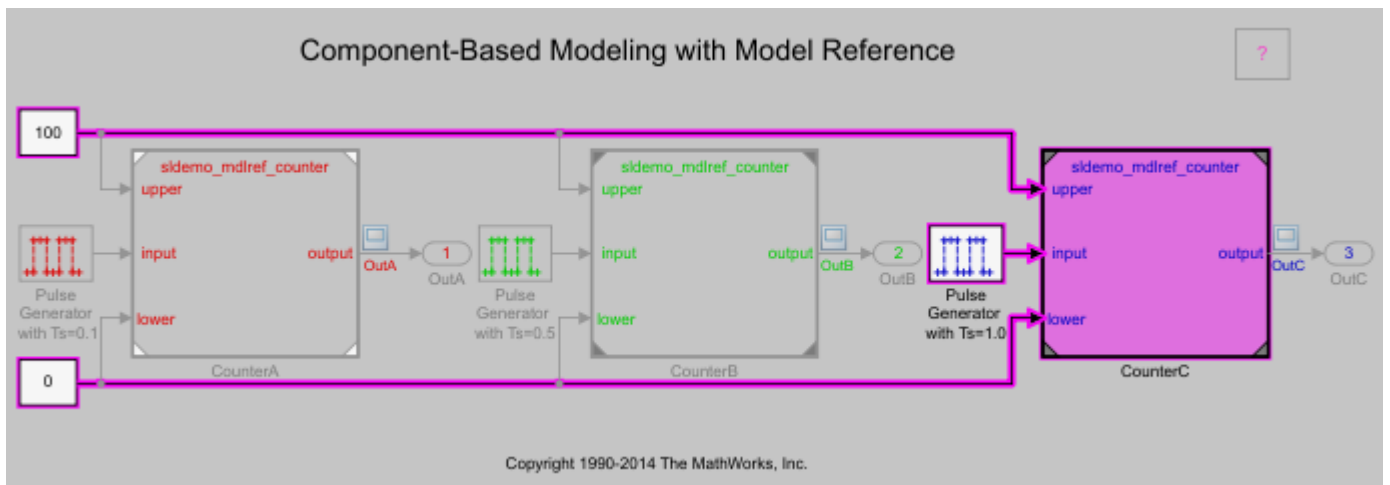 Component-Based Modeling with Model Reference
?
100
sldemo_mdlref_counter
upper
input
output
lower
OutA
1
OutA
Pulse
Generator
with Ts=0.1
CounterA
sldemo_mdlref_counter
upper
input
output
lower
OutB
2
OutB
Pulse
Generator
with Ts=0.5
CounterB
sldemo_mdlref_counter
upper
input
output
lower
OutC
3
OutC
Pulse
Generator
with Ts=1.0
CounterC
0
Copyright 1990-2014 The MathWorks, Inc.